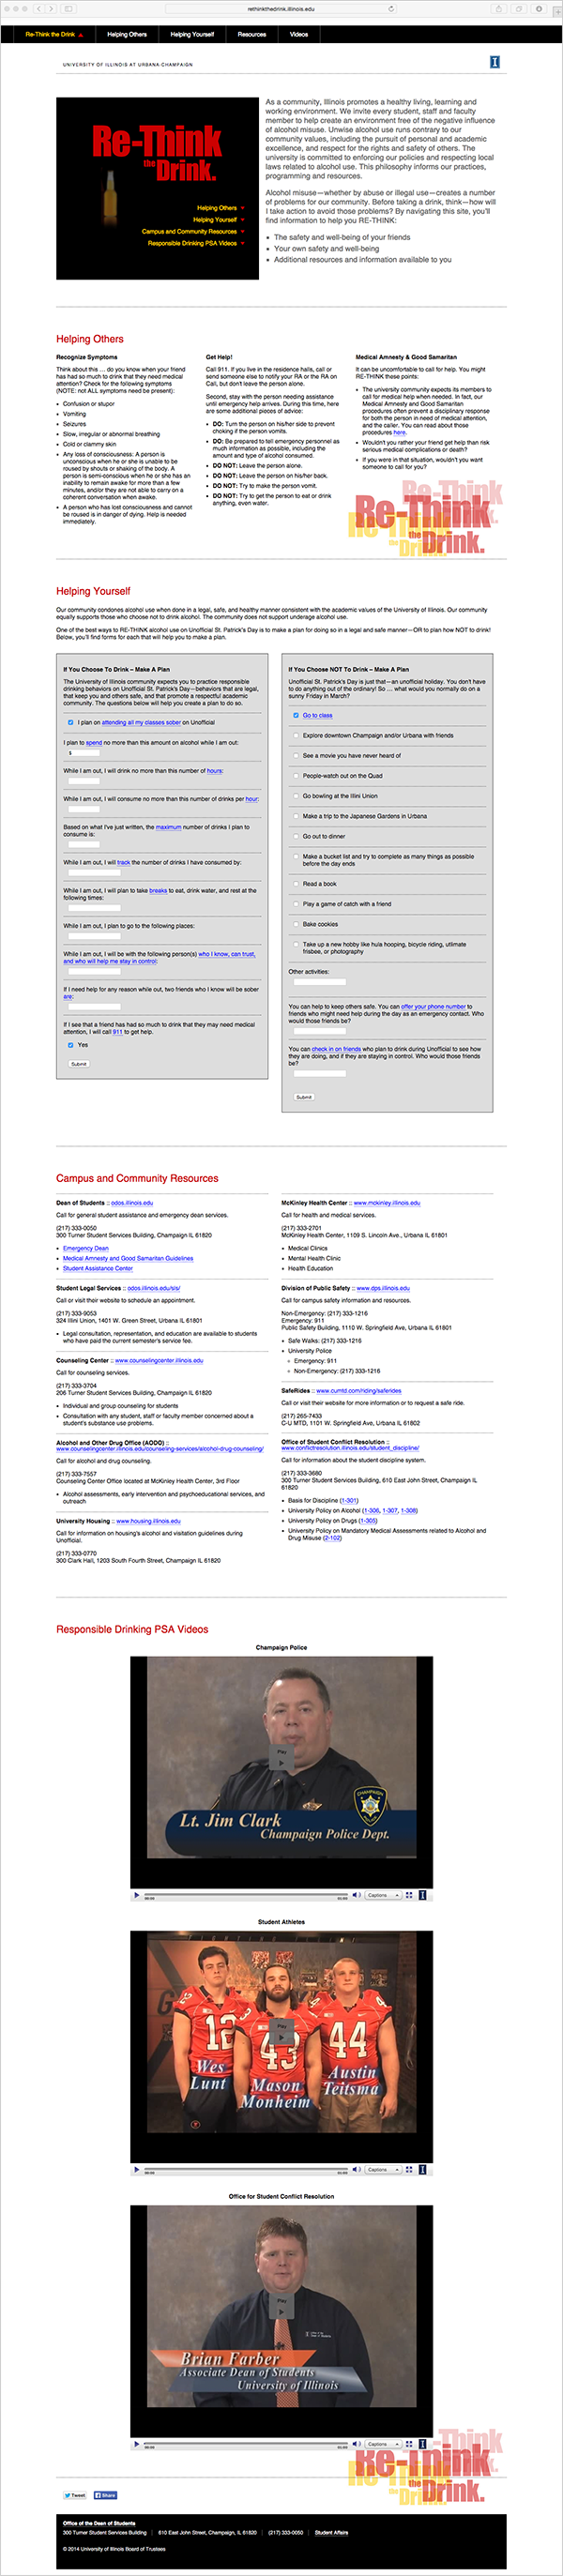 rethinkthedrink.illinois.edu
Re-Think the Drink
Helping Others
Helping Yourself
Resources
Videos
UNIVERSITY OF ILLINOIS AT URBANA-CHAMPAIGN
Re-Think
the
Drink.
Helping Others
Helping Yourself
Campus and Community Resources
Responsible Drinking PSA Videos
As a community, Illinois promotes a healthy living, learning and
working environment. We invite every student, staff and faculty
member to help create an environment free of the negative influence
of alcohol misuse. Unwise alcohol use runs contrary to our
community values, including the pursuit of personal and academic
excellence, and respect for the rights and safety of others. The
university is committed to enforcing our policies and respecting local
laws related to alcohol use. This philosophy informs our practices,
programming and resources.
Alcohol misuse—whether by abuse or illegal use—creates a number
of problems for our community. Before taking a drink, think—how will
I take action to avoid those problems? By navigating this site, you'll
find information to help you RE-THINK:
• The safety and well-being of your friends
• Your own safety and well-being
• Additional resources and information available to you
Helping Others
Recognize Symptoms
Think about this ... do you know when your friend
has had so much to drink that they need medical
attention? Check for the following symptoms
(NOTE: not ALL symptoms need be present):
• Confusion or stupor
• Vomiting
• Seizures
• Slow, irregular or abnormal breathing
• Cold or clammy skin
• Any loss of consciousness: A person is
unconscious when he or she is unable to be
roused by shouts or shaking of the body. A
person is semi-conscious when he or she has an
inability to remain awake for more than a few
minutes, and/or they are not able to carry on a
coherent conversation when awake.
• A person who has lost consciousness and cannot
be roused is in danger of dying. Help is needed
immediately.
Get Help!
Call 911. If you live in the residence halls, call or
send someone else to notify your RA or the RA on
Call, but don't leave the person alone.
Second, stay with the person needing assistance
until emergency help arrives. During this time, here
are some additional pieces of advice:
• DO: Turn the person on his/her side to prevent
choking if the person vomits.
• DO: Be prepared to tell emergency personnel as
much information as possible, including the
amount and type of alcohol consumed.
• DO NOT: Leave the person alone.
• DO NOT: Leave the person on his/her back.
• DO NOT: Try to make the person vomit.
• DO NOT: Try to get the person to eat or drink
anything, even water.
Medical Amnesty & Good Samaritan
It can be uncomfortable to call for help. You might
RE-THINK these points:
• The university community expects its members to
call for medical help when needed. In fact, our
Medical Amnesty and Good Samaritan
procedures often prevent a disciplinary response
for both the person in need of medical attention,
and the caller. You can read about those
procedures here.
• Wouldn't you rather your friend get help than risk
serious medical complications or death?
• If you were in that situation, wouldn't you want
someone to call for you?
Re-Think
Re-Think
the
Drink.
Helping Yourself
Our community condones alcohol use when done in a legal, safe, and healthy manner consistent with the academic values of the University of Illinois. Our community
equally supports those who choose not to drink alcohol. The community does not support underage alcohol use.
One of the best ways to RE-THINK alcohol use on Unofficial St. Patrick's Day is to make a plan for doing so in a legal and safe manner—OR to plan how NOT to drink!
Below, you'll find forms for each that will help you to make a plan.
If You Choose To Drink – Make A Plan
The University of Illinois community expects you to practice responsible
drinking behaviors on Unofficial St. Patrick's Day—behaviors that are legal,
that keep you and others safe, and that promote a respectful academic
community. The questions below will help you create a plan to do so.
I plan on attending all my classes sober on Unofficial
I plan to spend no more than this amount on alcohol while I am out:
$
While I am out, I will drink no more than this number of hours:
While I am out, I will consume no more than this number of drinks per hour:
Based on what I've just written, the maximum number of drinks I plan to
consume is:
While I am out, I will track the number of drinks I have consumed by:
While I am out, I will plan to take breaks to eat, drink water, and rest at the
following times:
While I am out, I plan to go to the following places:
While I am out, I will be with the following person(s) who I know, can trust,
and who will help me stay in control:
If I need help for any reason while out, two friends who I know will be sober
are:
If I see that a friend has had so much to drink that they may need medical
attention, I will call 911 to get help.
Yes
Submit
If You Choose NOT To Drink – Make A Plan
Unofficial St. Patrick's Day is just that—an unofficial holiday. You don't have
to do anything out of the ordinary! So ... what would you normally do on a
sunny Friday in March?
Go to class
Explore downtown Champaign and/or Urbana with friends
See a movie you have never heard of
People-watch out on the Quad
Go bowling at the Illini Union
Make a trip to the Japanese Gardens in Urbana
Go out to dinner
Make a bucket list and try to complete as many things as possible
before the day ends
Read a book
Play a game of catch with a friend
Bake cookies
Take up a new hobby like hula hooping, bicycle riding, utlimate
frisbee, or photography
Other activities:
You can help to keep others safe. You can offer your phone number to
friends who might need help during the day as an emergency contact. Who
would those friends be?
You can check in on friends who plan to drink during Unofficial to see how
they are doing, and if they are staying in control. Who would those friends
be?
Submit
Campus and Community Resources
Dean of Students :: odos.illinois.edu
Call for general student assistance and emergency dean services.
(217) 333-0050
300 Turner Student Services Building, Champaign IL 61820
• Emergency Dean
• Medical Amnesty and Good Samaritan Guidelines
• Student Assistance Center
Student Legal Services :: odos.illinois.edu/sls/
Call or visit their website to schedule an appointment.
(217) 333-9053
324 Illini Union, 1401 W. Green Street, Urbana IL 61801
• Legal consultation, representation, and education are available to students
who have paid the current semester's service fee.
Counseling Center :: www.counselingcenter.illinois.edu
Call for counseling services.
(217) 333-3704
206 Turner Student Services Building, Champaign IL 61820
• Individual and group counseling for students
• Consultation with any student, staff or faculty member concerned about a
student's substance use problems.
Alcohol and Other Drug Office (AODO) ::
www.counselingcenter.illinois.edu/counseling-services/alcohol-drug-counseling/
Call for alcohol and drug counseling.
(217) 333-7557
Counseling Center Office located at McKinley Health Center, 3rd Floor
• Alcohol assessments, early intervention and psychoeducational services, and
outreach
University Housing :: www.housing.illinois.edu
Call for information on housing's alcohol and visitation guidelines during
Unofficial.
(217) 333-0770
300 Clark Hall, 1203 South Fourth Street, Champaign IL 61820
McKinley Health Center :: www.mckinley.illinois.edu
Call for health and medical services.
(217) 333-2701
McKinley Health Center, 1109 S. Lincoln Ave., Urbana IL 61801
• Medical Clinics
• Mental Health Clinic
• Health Education
Division of Public Safety :: www.dps.illinois.edu
Call for campus safety information and resources.
Non-Emergency: (217) 333-1216
Emergency: 911
Public Safety Building, 1110 W. Springfield Ave, Urbana IL 61801
• Safe Walks: (217) 333-1216
• University Police
Emergency: 911
Non-Emergency: (217) 333-1216
SafeRides :: www.cumtd.com/riding/saferides
Call or visit their website for more information or to request a safe ride.
(217) 265-7433
C-U MTD, 1101 W. Springfield Ave, Urbana IL 61802
Office of Student Conflict Resolution ::
www.conflictresolution.illinois.edu/student_discipline/
Call for information about the student discipline system.
(217) 333-3680
300 Turner Student Services Building, 610 East John Street, Champaign IL
61820
• Basis for Discipline (1-301)
• University Policy on Alcohol (1-306, 1-307, 1-308)
• University Policy on Drugs (1-305)
• University Policy on Mandatory Medical Assessments related to Alcohol and
Drug Misuse (2-102)
Responsible Drinking PSA Videos
Champaign Police
Play
CHAMPAIGN
Lt. Jim Clark
Champaign Police Dept.
Captions
Student Athletes
Play
12
43
44
Wes
Lunt
Mason
Monheim
Austin
Teitsma
Captions
Office for Student Conflict Resolution
Play
Brian Farber
Associate Dean of Students
University of Illinois
Captions
Re-Think
Re-Think
the
Drink.
Tweet
Share
Office of the Dean of Students
300 Turner Student Services Building | 610 East John Street, Champaign, IL 61820 | (217) 333-0050 | Student Affairs
© 2014 University of Illinois Board of Trustees